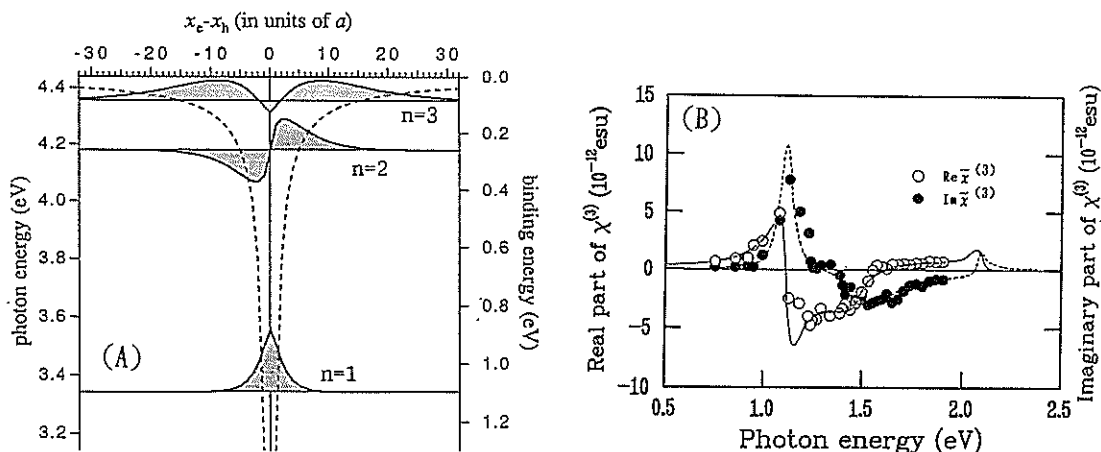 x_e-x_h (in units of a)
-30 -20 -10 0 10 20 30
4.4
4.2
4.0
3.8
3.6
3.4
3.2
photon energy (eV)
0.0
0.2
0.4
0.6
0.8
1.0
1.2
binding energy (eV)
n=3
n=2
n=1
(A)
15
10
5
0
-5
-10
Real part of χ^(3) (10^-12 esu)
(B)
Re χ̃ (3)
Im χ̃ (3)
0.5 1.0 1.5 2.0 2.5
Photon energy (eV)
Imaginary part of χ^(3) (10^-12 esu)